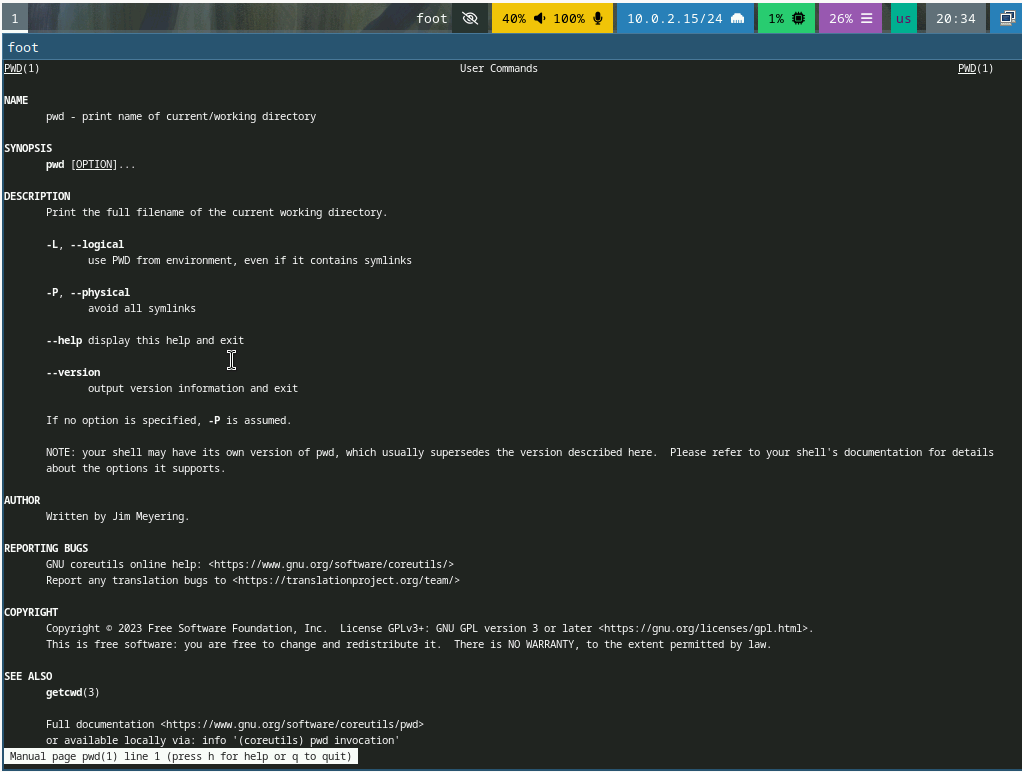 1 foot 40% 100% 10.0.2.15/24 1% 26% us 20:34
foot
PWD(1) User Commands PWD(1)
NAME
pwd - print name of current/working directory
SYNOPSIS
pwd [OPTION]...
DESCRIPTION
Print the full filename of the current working directory.
-L, --logical
use PWD from environment, even if it contains symlinks
-P, --physical
avoid all symlinks
--help display this help and exit
--version
output version information and exit
If no option is specified, -P is assumed.
NOTE: your shell may have its own version of pwd, which usually supersedes the version described here.  Please refer to your shell's documentation for details
about the options it supports.
AUTHOR
Written by Jim Meyering.
REPORTING BUGS
GNU coreutils online help: <https://www.gnu.org/software/coreutils/>
Report any translation bugs to <https://translationproject.org/team/>
COPYRIGHT
Copyright © 2023 Free Software Foundation, Inc.  License GPLv3+: GNU GPL version 3 or later <https://gnu.org/licenses/gpl.html>.
This is free software: you are free to change and redistribute it.  There is NO WARRANTY, to the extent permitted by law.
SEE ALSO
getcwd(3)
Full documentation <https://www.gnu.org/software/coreutils/pwd>
or available locally via: info '(coreutils) pwd invocation'
Manual page pwd(1) line 1 (press h for help or q to quit)